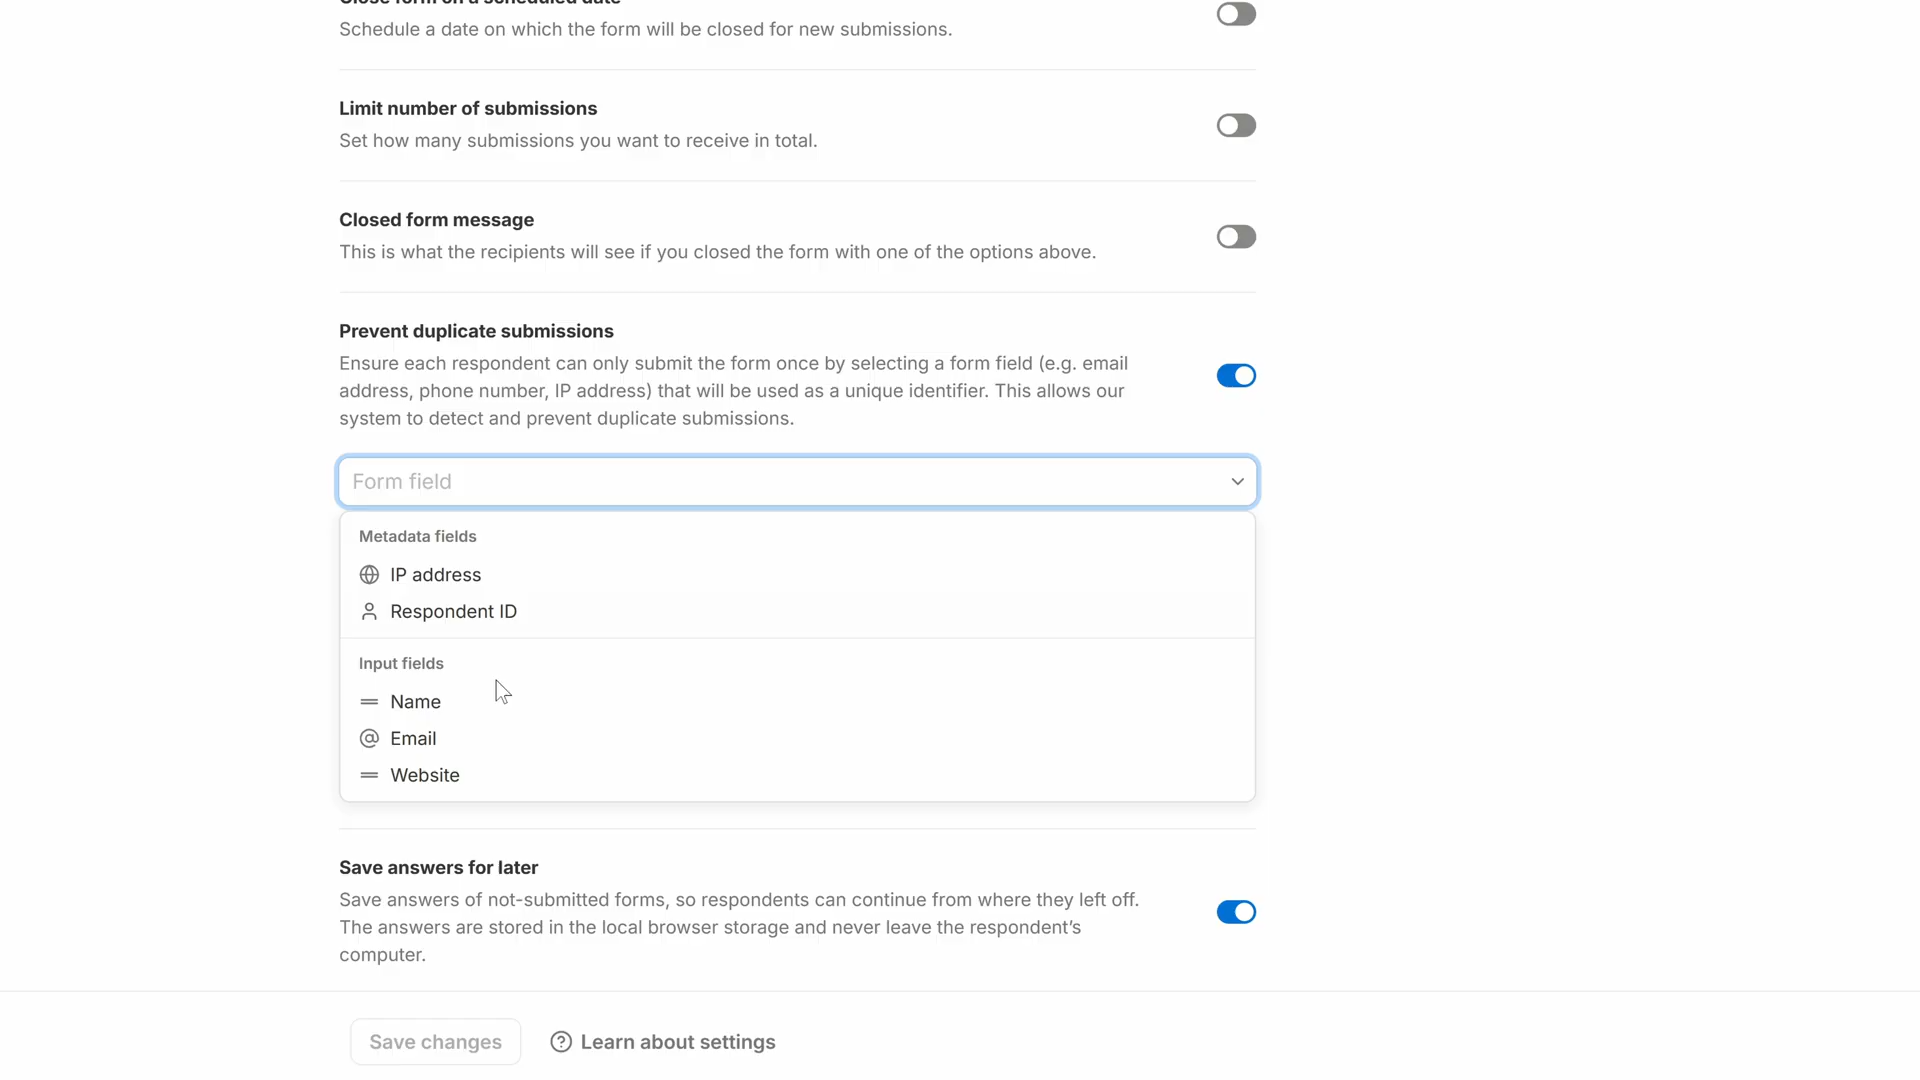 Close form on a scheduled date
Schedule a date on which the form will be closed for new submissions.
Limit number of submissions
Set how many submissions you want to receive in total.
Closed form message
This is what the recipients will see if you closed the form with one of the options above.
Prevent duplicate submissions
Ensure each respondent can only submit the form once by selecting a form field (e.g. email
address, phone number, IP address) that will be used as a unique identifier. This allows our
system to detect and prevent duplicate submissions.
Form field
Metadata fields
IP address
Respondent ID
Input fields
Name
Email
Website
Save answers for later
Save answers of not-submitted forms, so respondents can continue from where they left off.
The answers are stored in the local browser storage and never leave the respondent's
computer.
Save changes
Learn about settings